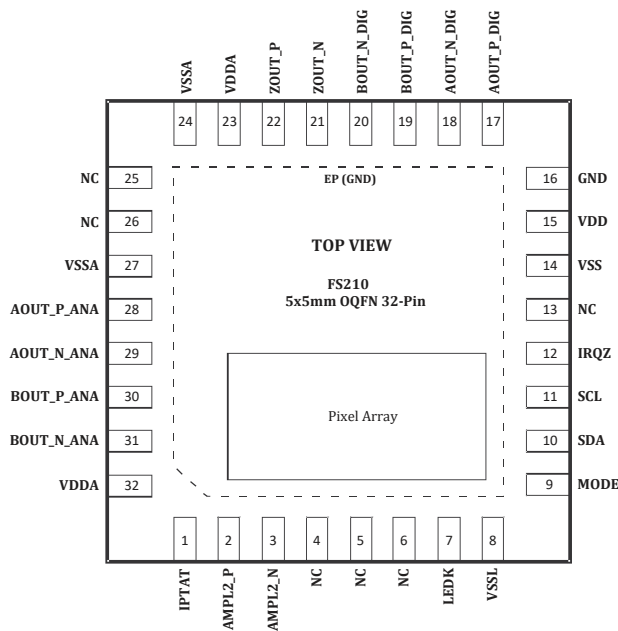 VSSA
VDDA
ZOUT_P
ZOUT_N
BOUT_N_DIG
BOUT_P_DIG
AOUT_N_DIG
AOUT_P_DIG
24
23
22
21
20
19
18
17
NC 25
NC 26
VSSA 27
AOUT_P_ANA 28
AOUT_N_ANA 29
BOUT_P_ANA 30
BOUT_N_ANA 31
VDDA 32
EP (GND)
TOP VIEW
FS210
5x5mm OQFN 32-Pin
Pixel Array
16 GND
15 VDD
14 VSS
13 NC
12 IRQZ
11 SCL
10 SDA
9 MODE
1
2
3
4
5
6
7
8
IPTAT
AMPL2_P
AMPL2_N
NC
NC
NC
LEDK
VSSL